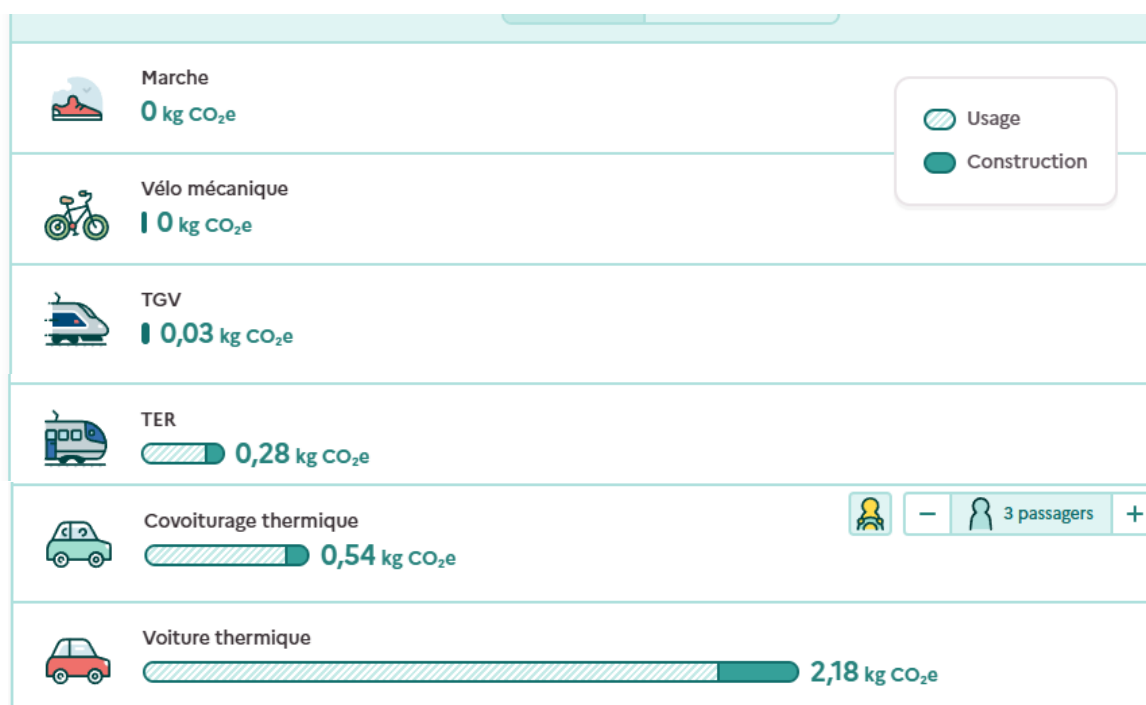 Marche
0 kg CO₂e
Usage
Construction
Vélo mécanique
0 kg CO₂e
TGV
0,03 kg CO₂e
TER
0,28 kg CO₂e
Covoiturage thermique
3 passagers
0,54 kg CO₂e
Voiture thermique
2,18 kg CO₂e